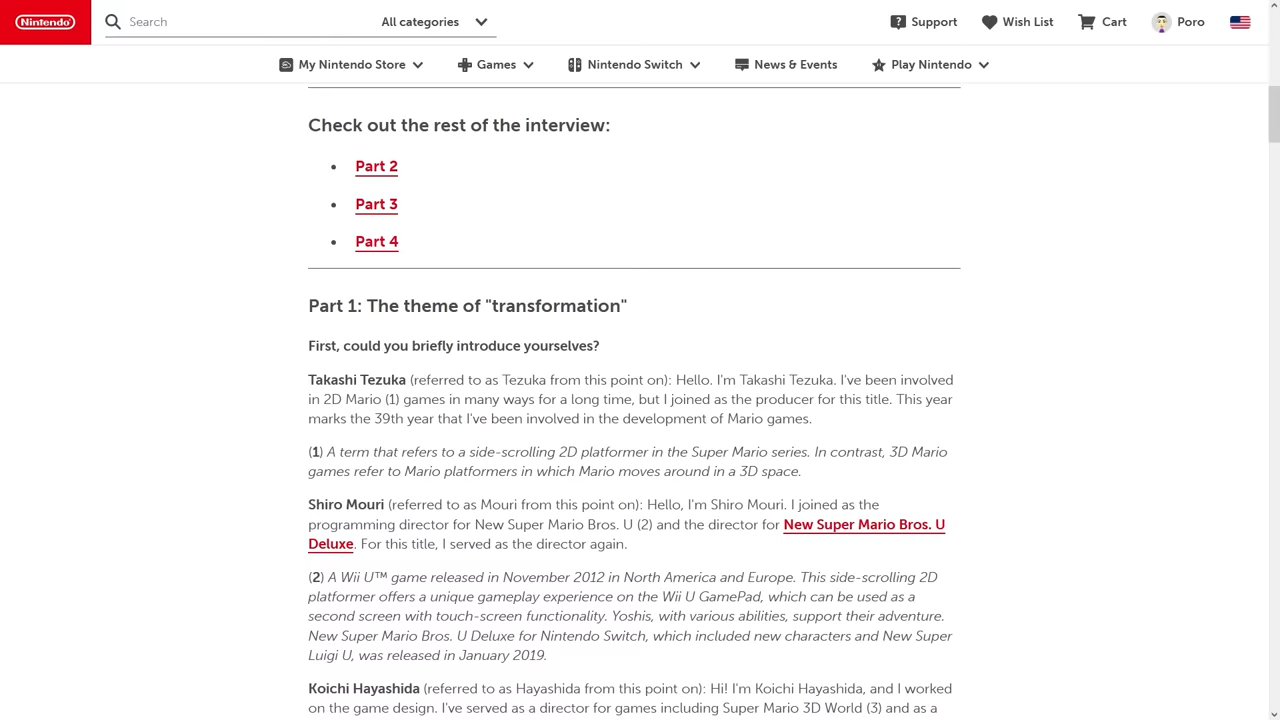 Nintendo
Search
All categories
Support
Wish List
Cart
Poro
My Nintendo Store
Games
Nintendo Switch
News & Events
Play Nintendo
Check out the rest of the interview:
• Part 2
• Part 3
• Part 4
Part 1: The theme of "transformation"
First, could you briefly introduce yourselves?
Takashi Tezuka (referred to as Tezuka from this point on): Hello. I'm Takashi Tezuka. I've been involved
in 2D Mario (1) games in many ways for a long time, but I joined as the producer for this title. This year
marks the 39th year that I've been involved in the development of Mario games.
(1) A term that refers to a side-scrolling 2D platformer in the Super Mario series. In contrast, 3D Mario
games refer to Mario platformers in which Mario moves around in a 3D space.
Shiro Mouri (referred to as Mouri from this point on): Hello, I'm Shiro Mouri. I joined as the
programming director for New Super Mario Bros. U (2) and the director for New Super Mario Bros. U
Deluxe. For this title, I served as the director again.
(2) A Wii U™ game released in November 2012 in North America and Europe. This side-scrolling 2D
platformer offers a unique gameplay experience on the Wii U GamePad, which can be used as a
second screen with touch-screen functionality. Yoshis, with various abilities, support their adventure.
New Super Mario Bros. U Deluxe for Nintendo Switch, which included new characters and New Super
Luigi U, was released in January 2019.
Koichi Hayashida (referred to as Hayashida from this point on): Hi! I'm Koichi Hayashida, and I worked
on the game design. I've served as a director for games including Super Mario 3D World (3) and as a